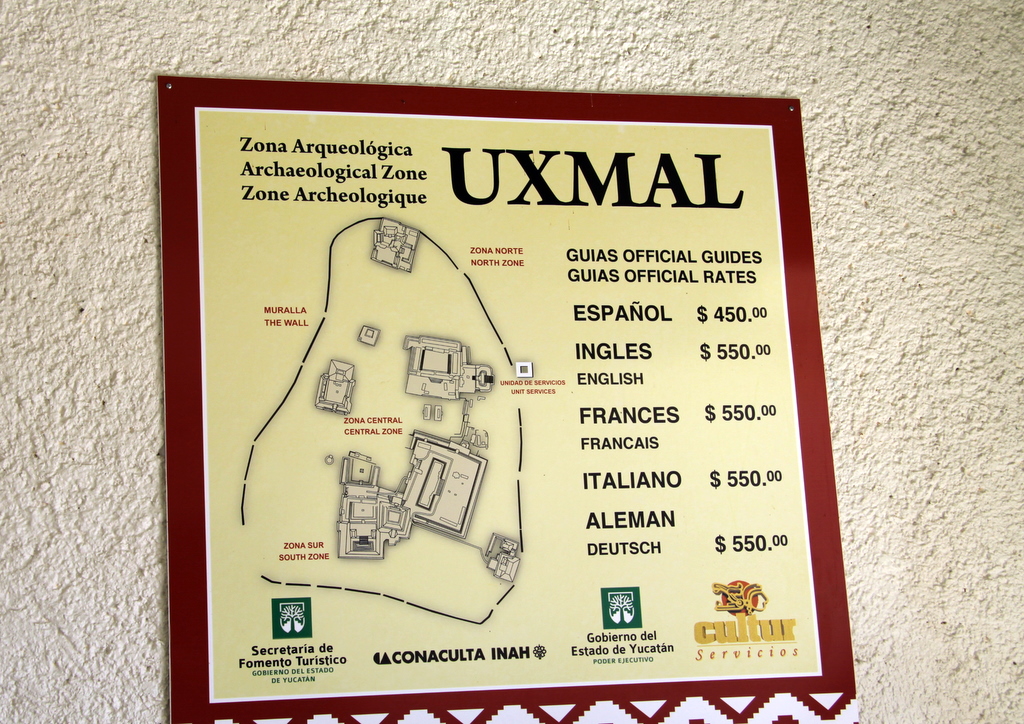 Zona Arqueológica
Archaeological Zone
Zone Archeologique
UXMAL
ZONA NORTE
NORTH ZONE
MURALLA
THE WALL
UNIDAD DE SERVICIOS
UNIT SERVICES
ZONA CENTRAL
CENTRAL ZONE
ZONA SUR
SOUTH ZONE
GUIAS OFFICIAL GUIDES
GUIAS OFFICIAL RATES
ESPAÑOL $ 450.00
INGLES $ 550.00
ENGLISH
FRANCES $ 550.00
FRANCAIS
ITALIANO $ 550.00
ALEMAN
DEUTSCH $ 550.00
Secretaría de
Fomento Turístico
GOBIERNO DEL ESTADO
DE YUCATÁN
CONACULTA INAH
Gobierno del
Estado de Yucatán
PODER EJECUTIVO
cultur
Servicios